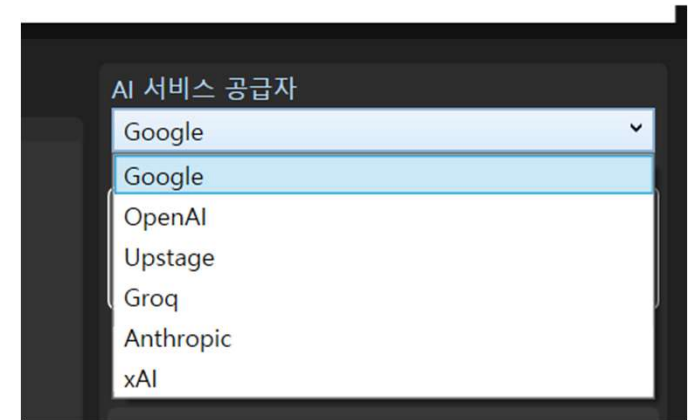 AI 서비스 공급자
Google
Google
OpenAI
Upstage
Groq
Anthropic
xAI